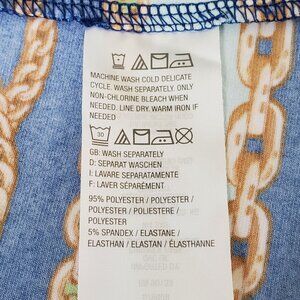 MACHINE WASH COLD DELICATE
CYCLE. WASH SEPARATELY. ONLY
NON-CHLORINE BLEACH WHEN
NEEDED. LINE DRY. WARM IRON IF
NEEDED
30
GB: WASH SEPARATELY
D: SEPARAT WASCHEN
I: LAVARE SEPARATAMENTE
F: LAVER SÉPARÉMENT
95% POLYESTER / POLYESTER /
POLYESTER / POLIESTERE /
POLYESTER
5% SPANDEX / ELASTANE /
ELASTHAN / ELASTAN / ÉLASTHANNE